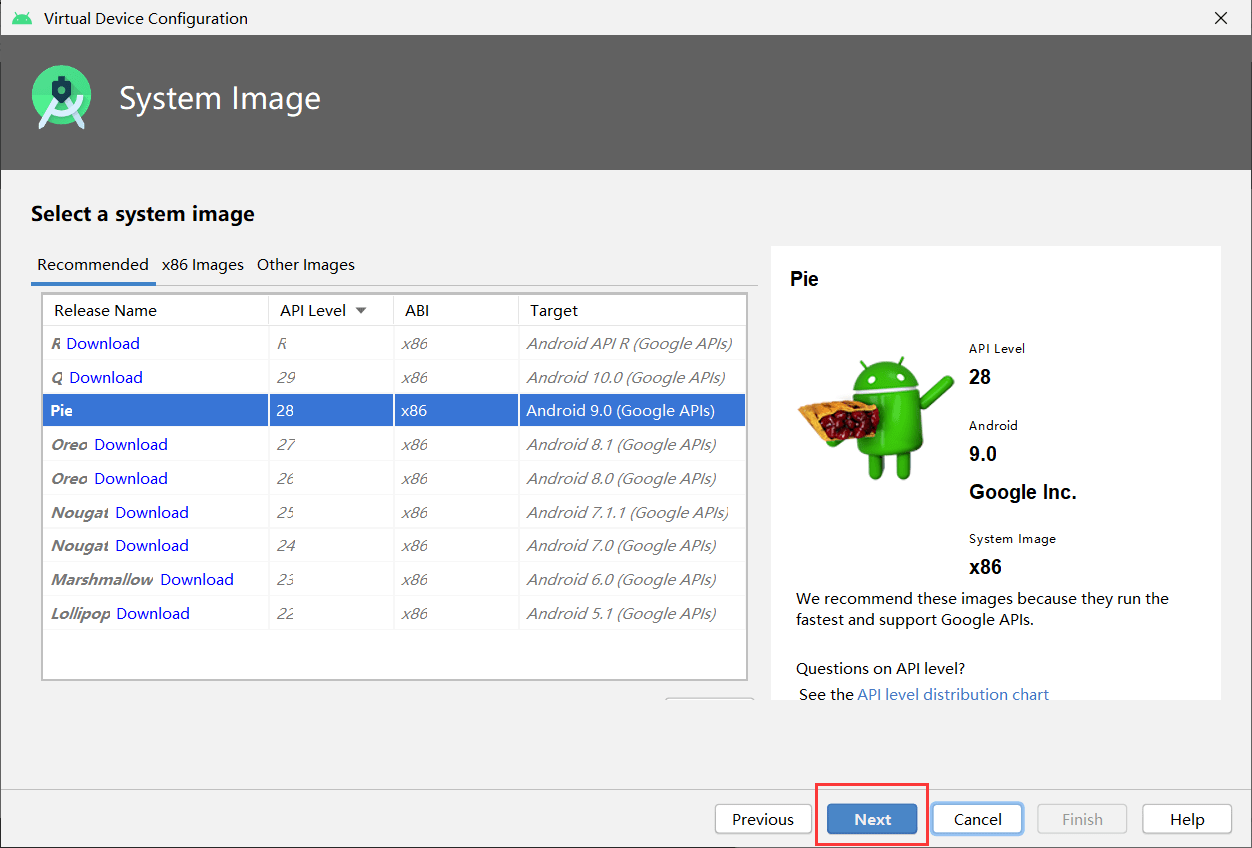 Virtual Device Configuration
System Image
Select a system image
Recommended x86 Images Other Images
Release Name API Level ABI Target
R Download R x86 Android API R (Google APIs)
Q Download 29 x86 Android 10.0 (Google APIs)
Pie 28 x86 Android 9.0 (Google APIs)
Oreo Download 27 x86 Android 8.1 (Google APIs)
Oreo Download 26 x86 Android 8.0 (Google APIs)
Nougat Download 25 x86 Android 7.1.1 (Google APIs)
Nougat Download 24 x86 Android 7.0 (Google APIs)
Marshmallow Download 23 x86 Android 6.0 (Google APIs)
Lollipop Download 22 x86 Android 5.1 (Google APIs)
Pie
API Level
28
Android
9.0
Google Inc.
System Image
x86
We recommend these images because they run the
fastest and support Google APIs.
Questions on API level?
See the API level distribution chart
Previous Next Cancel Finish Help